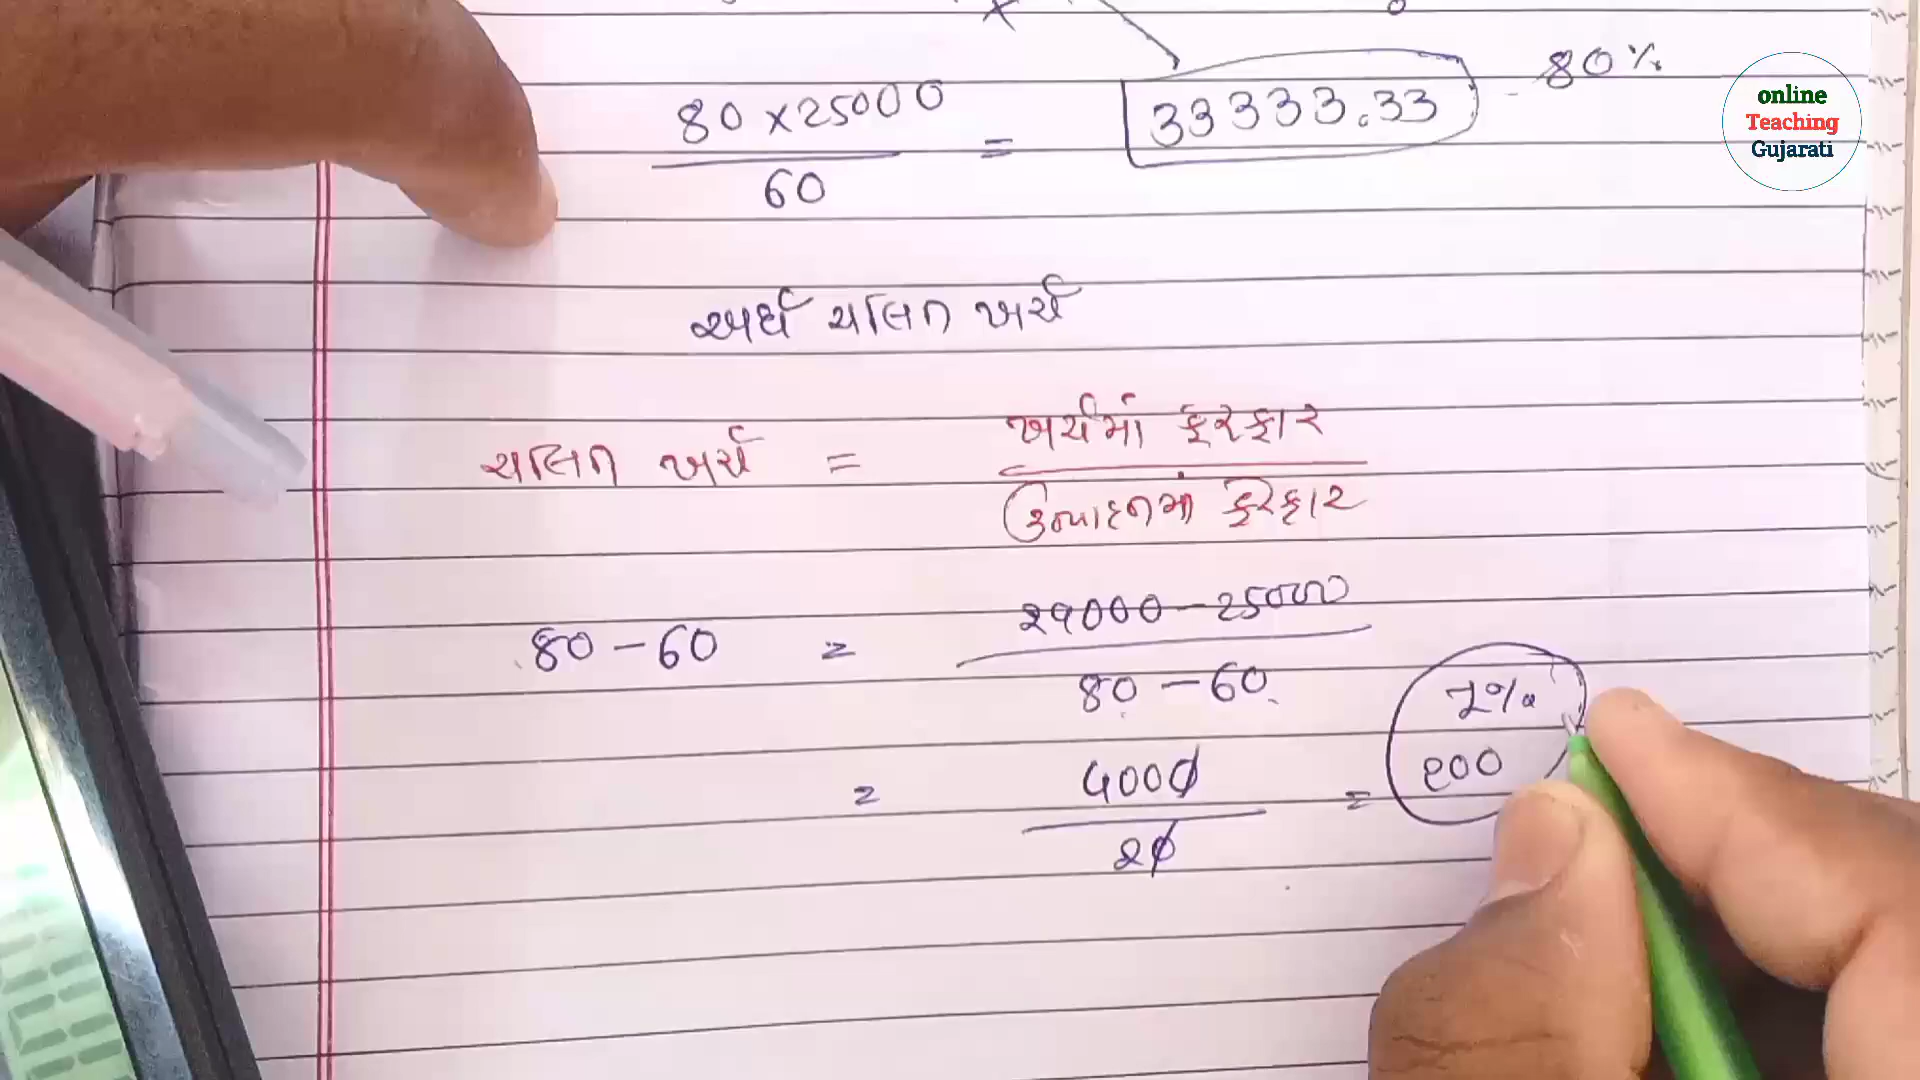 80%
80 x 25000
= 33333.33
60
અર્ધ ચલિત ખર્ચ
ચલિત ખર્ચ = ખર્ચમાં ફેરફાર
ઉત્પાદનમાં ફેરફાર
80 - 60 = 29000 - 25000
80 - 60
1%
= 4000 = 200
20
online
Teaching
Gujarati